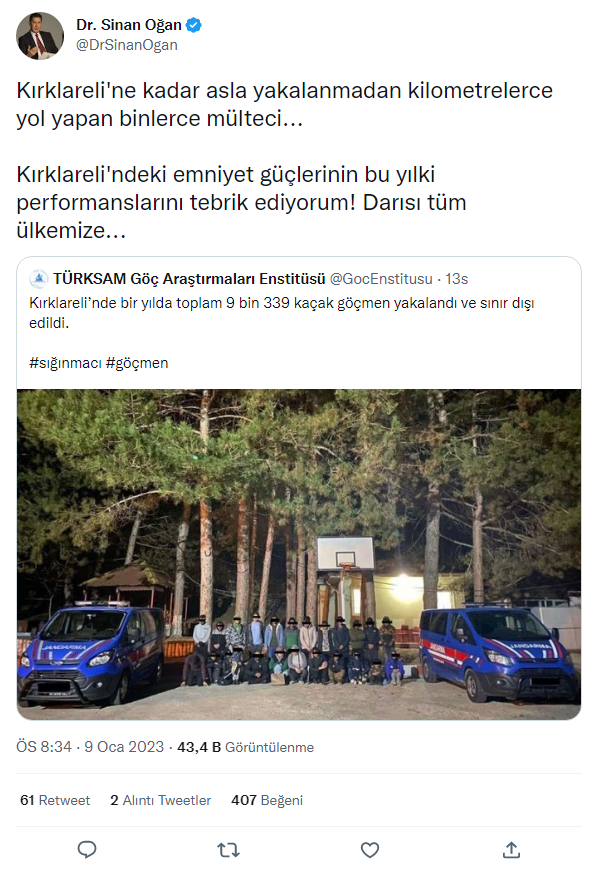 Dr. Sinan Oğan
@DrSinanOgan
Kırklareli'ne kadar asla yakalanmadan kilometrelerce
yol yapan binlerce mülteci...
Kırklareli'ndeki emniyet güçlerinin bu yılki
performanslarını tebrik ediyorum! Darısı tüm
ülkemize...
TÜRKSAM Göç Araştırmaları Enstitüsü @GocEnstitusu · 13s
Kırklareli’nde bir yılda toplam 9 bin 339 kaçak göçmen yakalandı ve sınır dışı
edildi.
#sığınmacı #göçmen
JANDARMA
JANDARMA
JANDARMA
ÖS 8:34 · 9 Oca 2023 · 43,4 B Görüntülenme
61 Retweet 2 Alıntı Tweetler 407 Beğeni